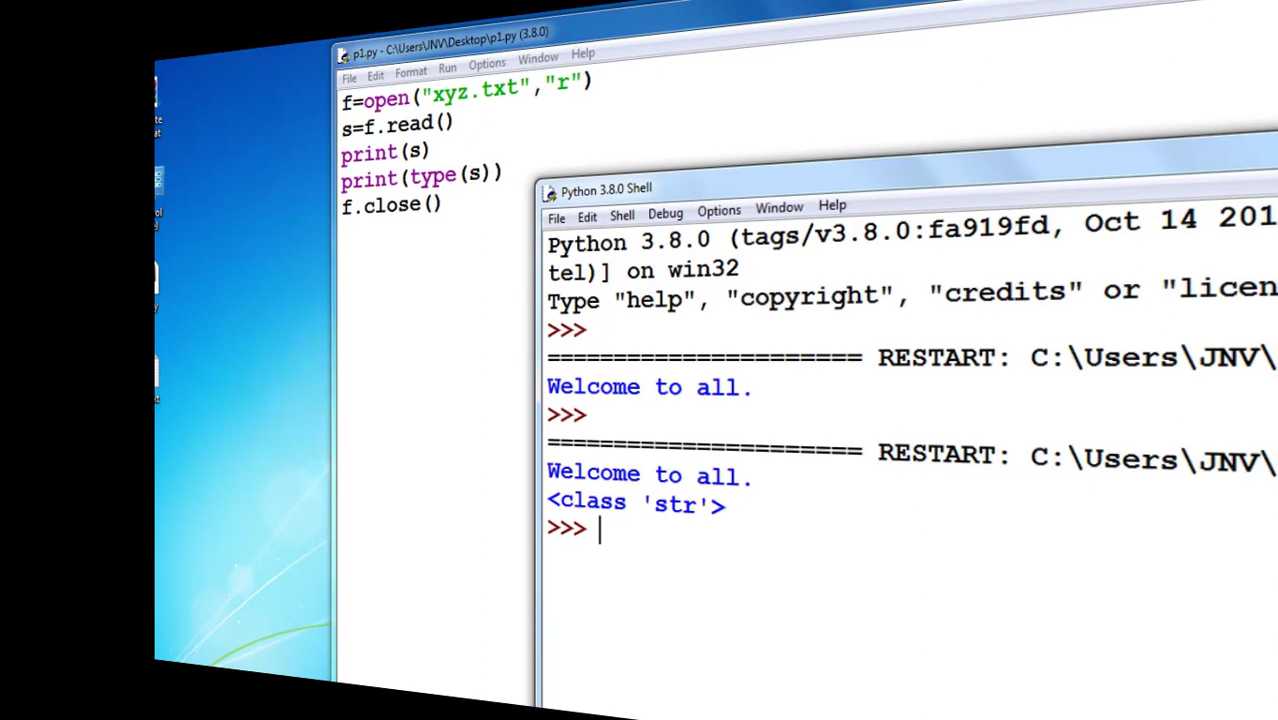 p1.py - C:\Users\JNV\Desktop\p1.py (3.8.0)
File Edit Format Run Options Window Help
f=open("xyz.txt","r")
s=f.read()
print(s)
print(type(s))
f.close()
Python 3.8.0 Shell
File Edit Shell Debug Options Window Help
Python 3.8.0 (tags/v3.8.0:fa919fd, Oct 14 201
tel)] on win32
Type "help", "copyright", "credits" or "licen
>>>
====================== RESTART: C:\Users\JNV\
Welcome to all.
>>>
====================== RESTART: C:\Users\JNV\
Welcome to all.
<class 'str'>
>>>